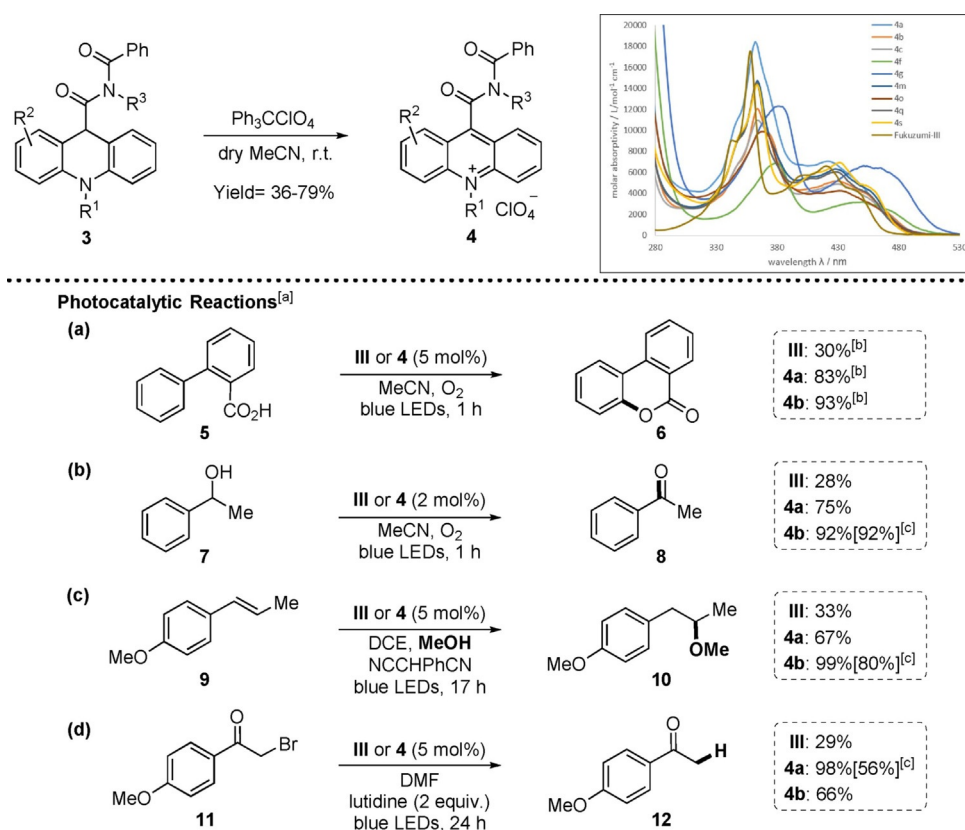 O
Ph
O
N
R3
R2
N
R1
3
Ph3CClO4
dry MeCN, r.t.
Yield= 36-79%
O
Ph
O
N
R3
R2
N
+
R1
ClO4−
4
molar absorptivity ε / mol-1 cm-1
20000
18000
16000
14000
12000
10000
8000
6000
4000
2000
0
280
330
380
430
480
530
wavelength λ / nm
4a
4b
4c
4f
4g
4m
4o
4q
4s
Fukuzumi-III
Photocatalytic Reactions[a]
(a)
CO2H
5
III or 4 (5 mol%)
MeCN, O2
blue LEDs, 1 h
O
O
6
III: 30%[b]
4a: 83%[b]
4b: 93%[b]
(b)
OH
Me
7
III or 4 (2 mol%)
MeCN, O2
blue LEDs, 1 h
O
Me
8
III: 28%
4a: 75%
4b: 92%[92%][c]
(c)
Me
MeO
9
III or 4 (5 mol%)
DCE, MeOH
NCCHPhCN
blue LEDs, 17 h
Me
OMe
MeO
10
III: 33%
4a: 67%
4b: 99%[80%][c]
(d)
O
Br
MeO
11
III or 4 (5 mol%)
DMF
lutidine (2 equiv.)
blue LEDs, 24 h
O
H
MeO
12
III: 29%
4a: 98%[56%][c]
4b: 66%